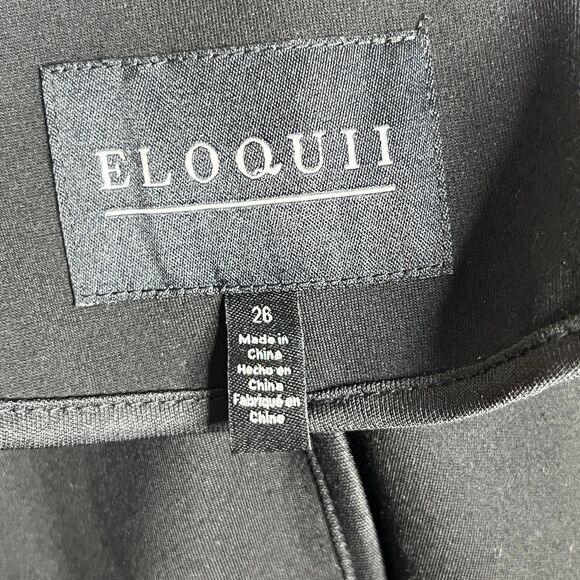 ELOQUII
26
Made in
China
Hecho en
China
Fabriqué en
Chine